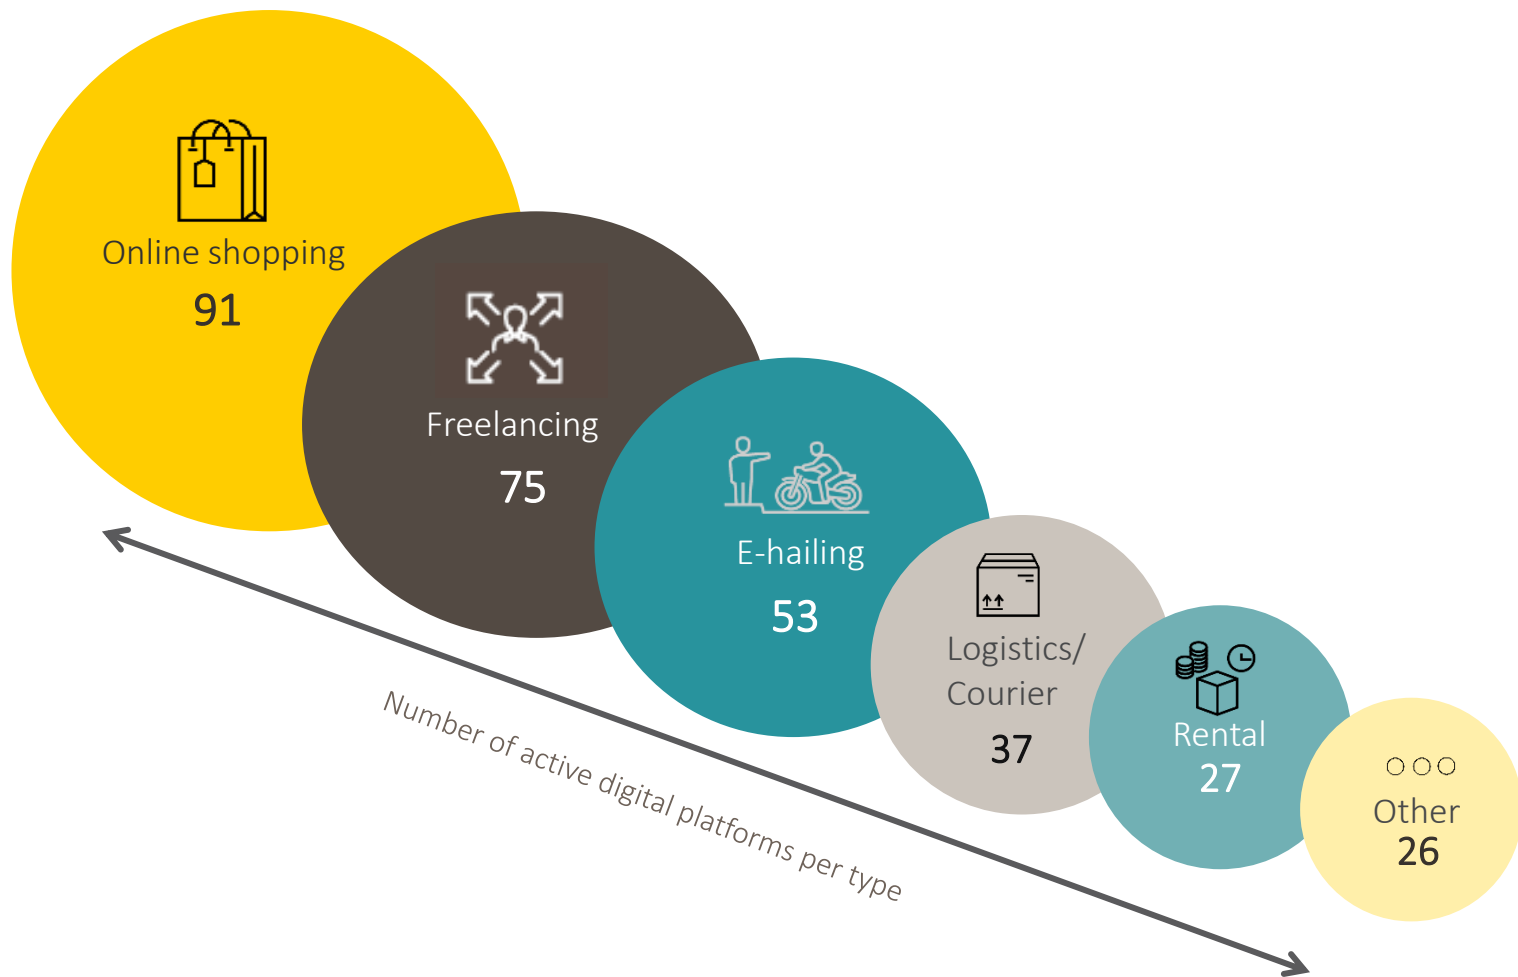 Online shopping
91
Freelancing
75
E-hailing
53
Logistics/
Courier
37
Rental
27
Other
26
Number of active digital platforms per type